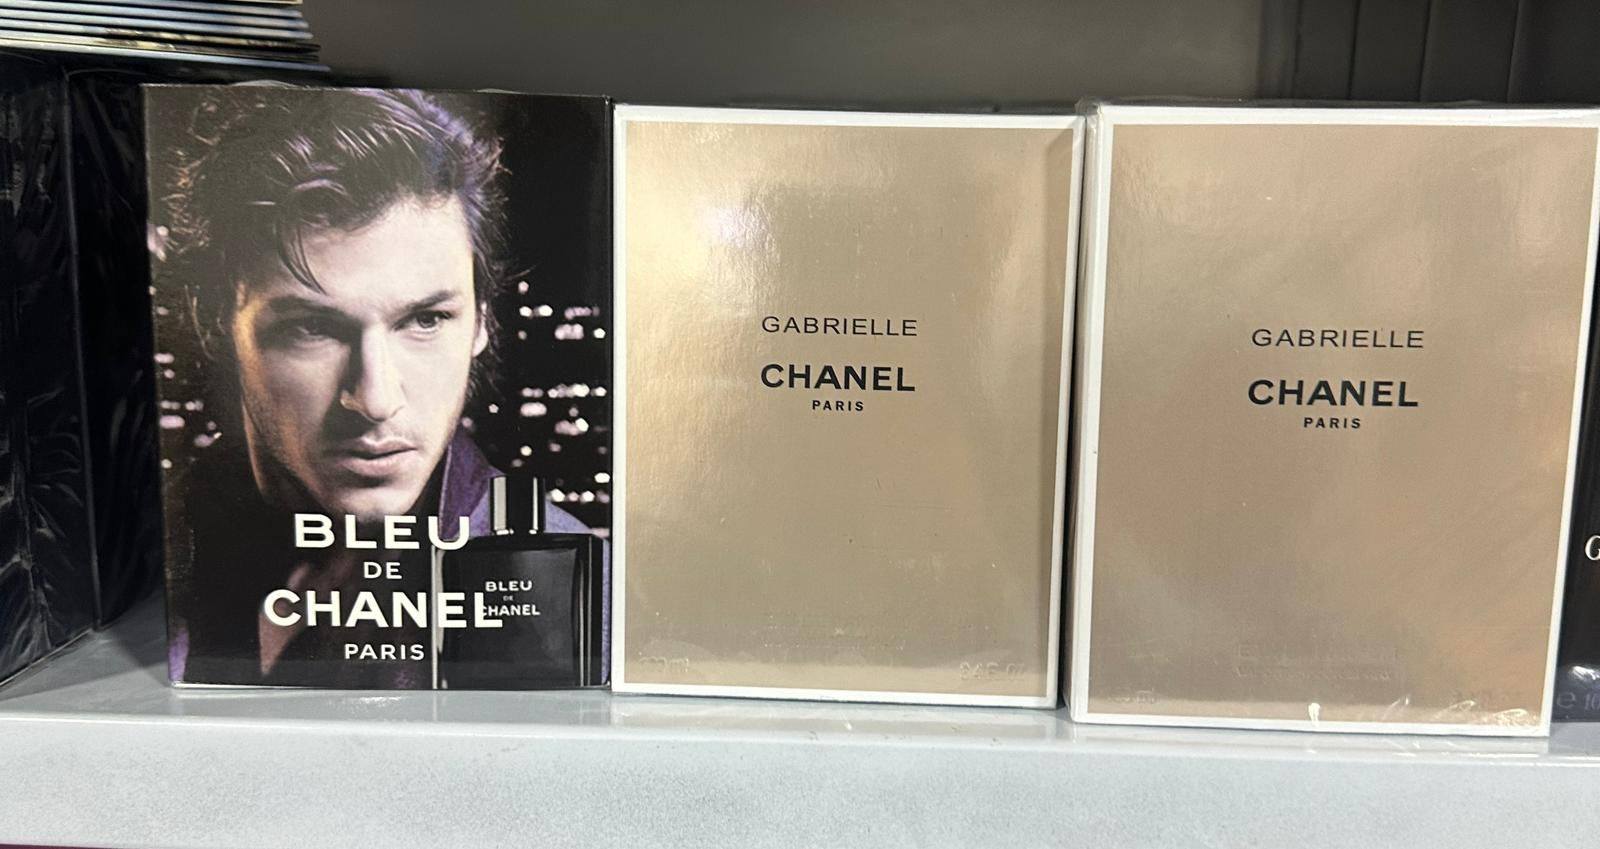 BLEU
DE
CHANEL
PARIS
BLEU
DE
CHANEL
GABRIELLE
CHANEL
PARIS
GABRIELLE
CHANEL
PARIS